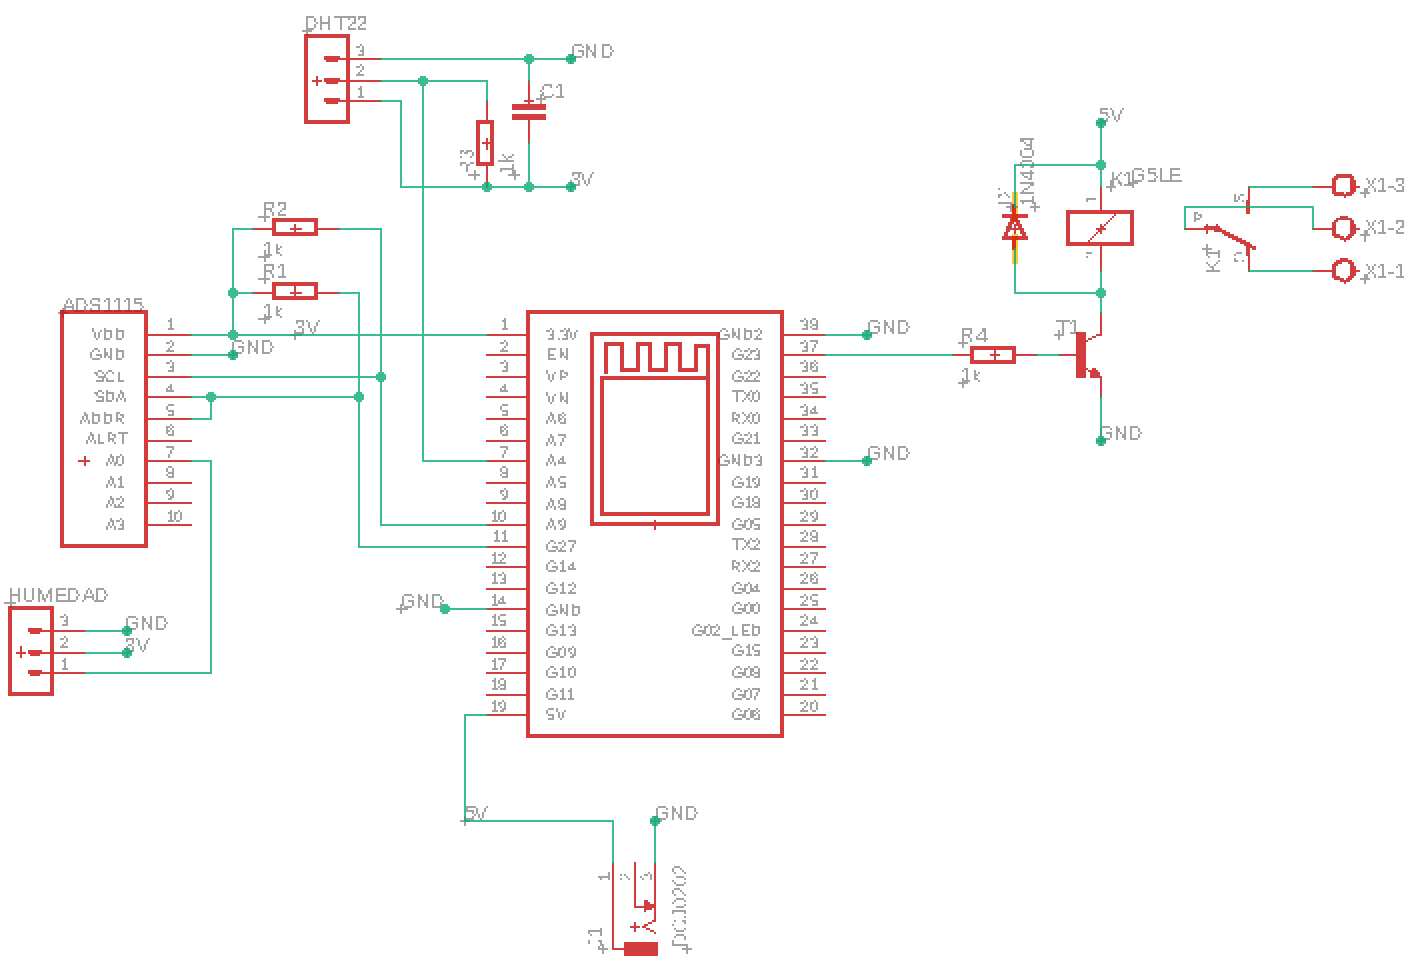 DHT22
3
2
1
GND
C1
R3
1k
3V
R2
1k
R1
1k
ADS1115
VDD 1
GND 2
SCL 3
SDA 4
ADDR 5
ALRT 6
A0 7
A1 8
A2 9
A3 10
3V
GND
HUMEDAD
3 GND
2 3V
1
1 3.3V
2 EN
3 VP
4 VN
5 A6
6 A7
7 A4
8 A5
9 A8
10 A9
11 G27
12 G14
13 G12
GND 14 GND
15 G13
16 G09
17 G10
18 G11
19 5V
GND2 38 GND
G23 37
G22 36
TX0 35
RX0 34
G21 33
GND3 32 GND
G19 31
G18 30
G05 29
TX2 28
RX2 27
G04 26
G00 25
G02_LED 24
G15 23
G08 22
G07 21
G06 20
R4
1k
T1
GND
5V
1N4004
K1 G5LE
1
K1
P
S
X1-3
X1-2
X1-1
5V
GND
1
2
3
DCJ0202